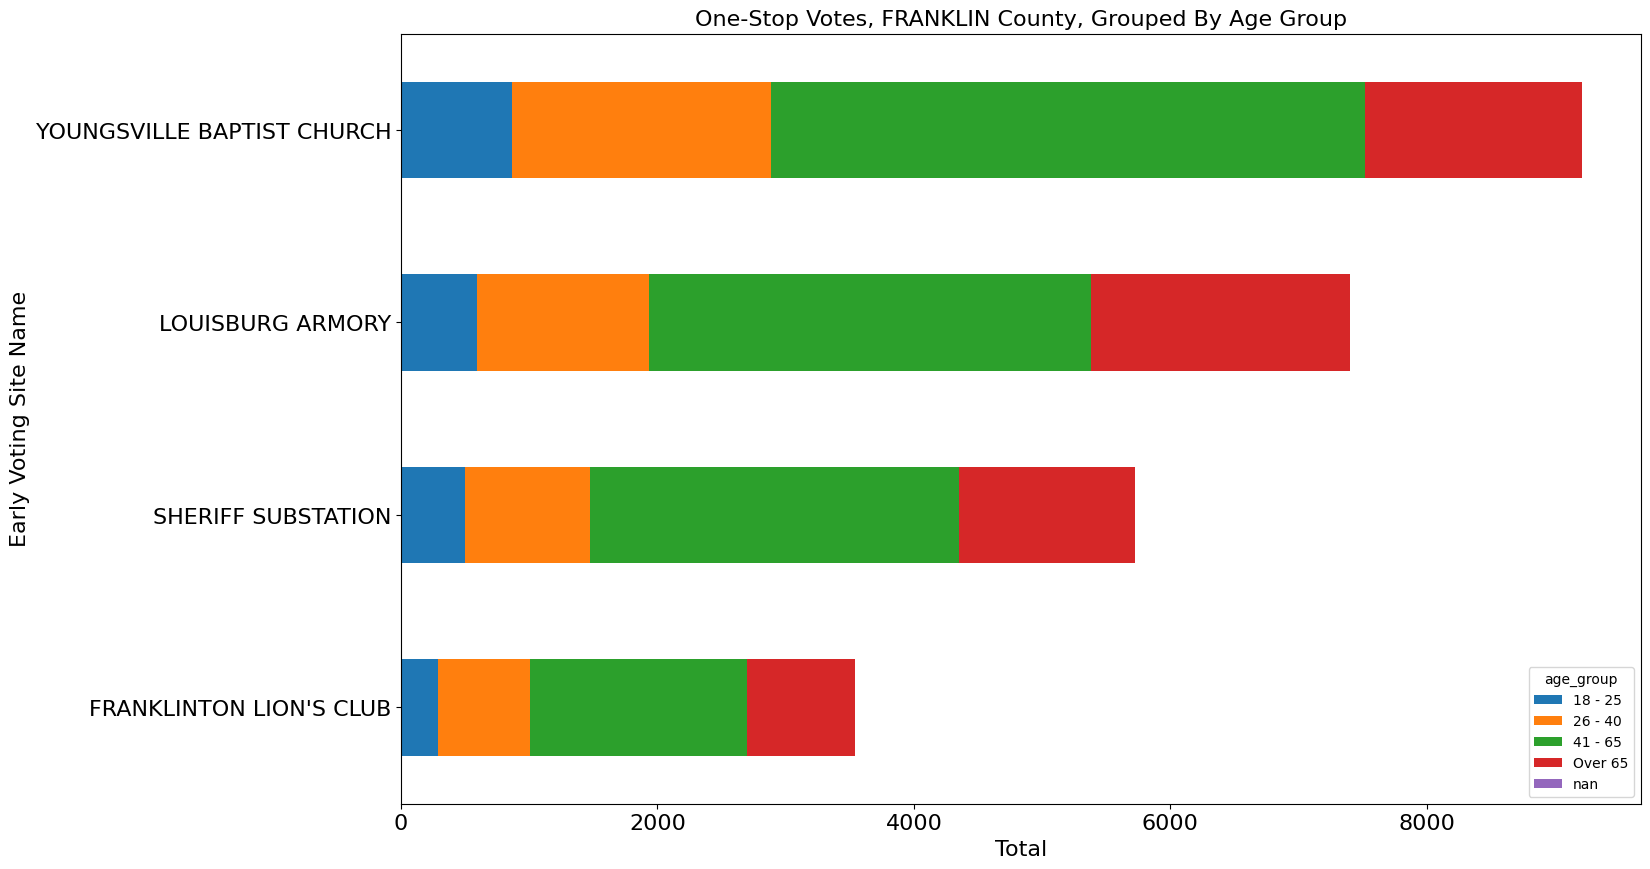 One-Stop Votes, FRANKLIN County, Grouped By Age Group
Early Voting Site Name
YOUNGSVILLE BAPTIST CHURCH
LOUISBURG ARMORY
SHERIFF SUBSTATION
FRANKLINTON LION'S CLUB
age_group
18 - 25
26 - 40
41 - 65
Over 65
nan
0 2000 4000 6000 8000
Total